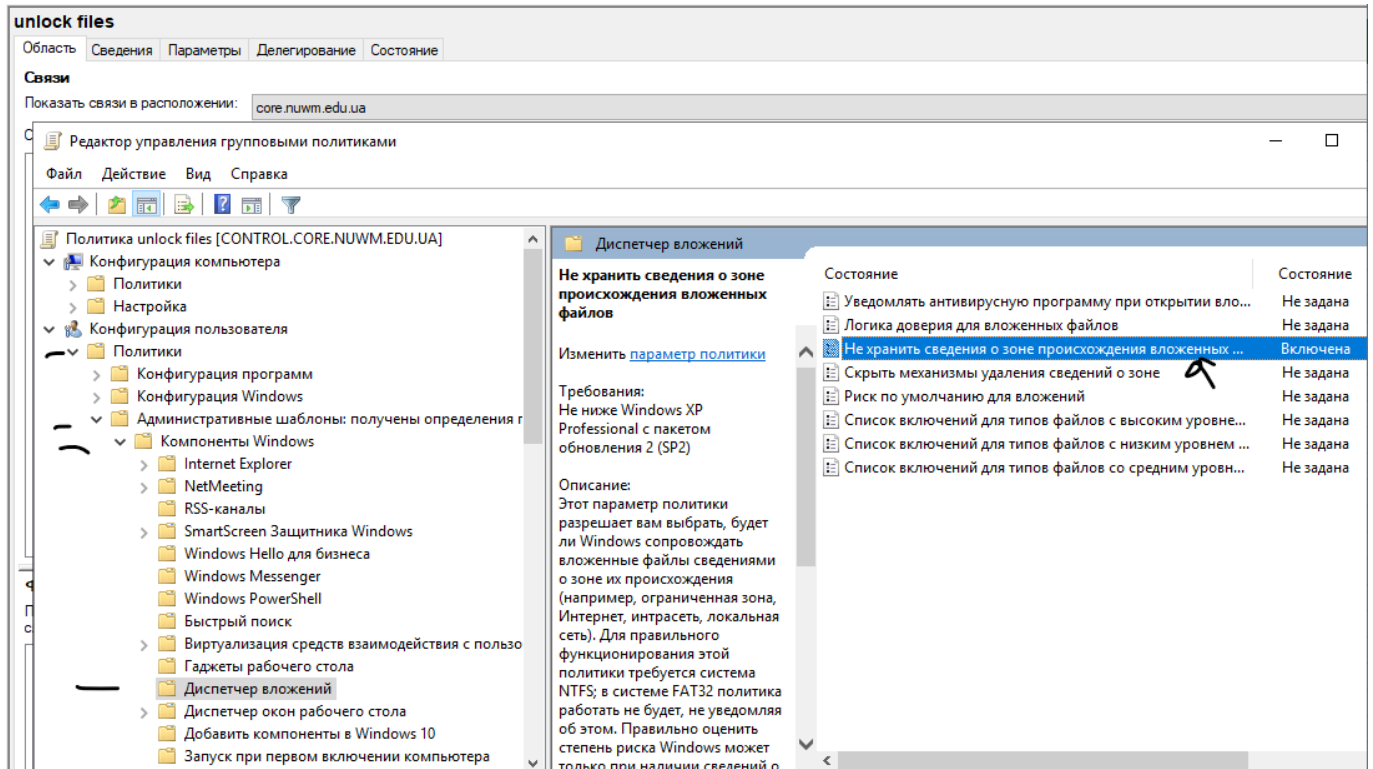 unlock files
Область Сведения Параметры Делегирование Состояние
Связи
Показать связи в расположении: core.nuwm.edu.ua
Редактор управления групповыми политиками
Файл Действие Вид Справка
Политика unlock files [CONTROL.CORE.NUWM.EDU.UA]
Конфигурация компьютера
Политики
Настройка
Конфигурация пользователя
Политики
Конфигурация программ
Конфигурация Windows
Административные шаблоны: получены определения
Компоненты Windows
Internet Explorer
NetMeeting
RSS-каналы
SmartScreen Защитника Windows
Windows Hello для бизнеса
Windows Messenger
Windows PowerShell
Быстрый поиск
Виртуализация средств взаимодействия с пользо
Гаджеты рабочего стола
Диспетчер вложений
Диспетчер окон рабочего стола
Добавить компоненты в Windows 10
Запуск при первом включении компьютера
Диспетчер вложений
Не хранить сведения о зоне
происхождения вложенных
файлов
Изменить параметр политики
Требования:
Не ниже Windows XP
Professional с пакетом
обновления 2 (SP2)
Описание:
Этот параметр политики
разрешает вам выбрать, будет
ли Windows сопровождать
вложенные файлы сведениями
о зоне их происхождения
(например, ограниченная зона,
Интернет, интрасеть, локальная
сеть). Для правильного
функционирования этой
политики требуется система
NTFS; в системе FAT32 политика
работать не будет, не уведомляя
об этом. Правильно оценить
степень риска Windows может
только при наличии сведений о
Состояние Состояние
Уведомлять антивирусную программу при открытии вло... Не задана
Логика доверия для вложенных файлов Не задана
Не хранить сведения о зоне происхождения вложенных ... Включена
Скрыть механизмы удаления сведений о зоне Не задана
Риск по умолчанию для вложений Не задана
Список включений для типов файлов с высоким уровне... Не задана
Список включений для типов файлов с низким уровнем ... Не задана
Список включений для типов файлов со средним уровн... Не задана